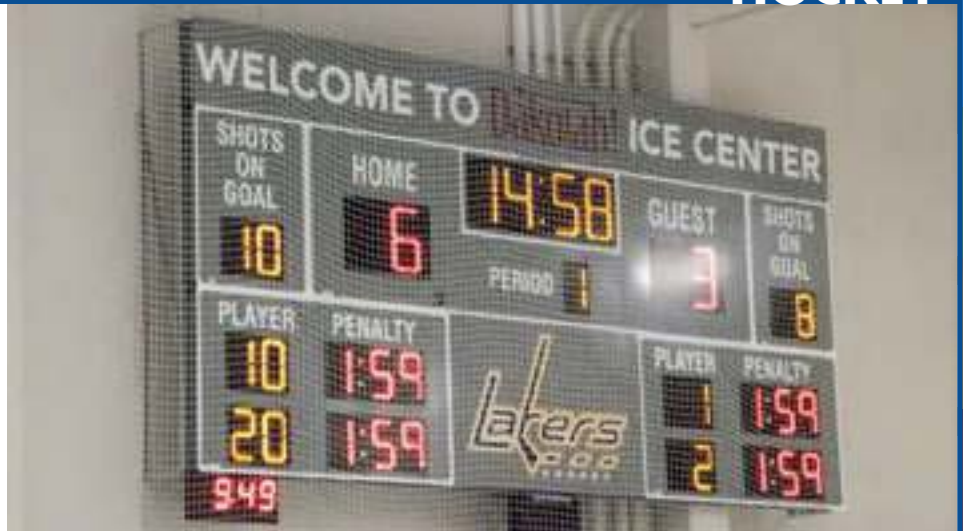 HOCKEY
WELCOME TO ICE CENTER
SHOTS
ON
GOAL
10
HOME
6
14:58
PERIOD 1
GUEST
3
SHOTS
ON
GOAL
8
PLAYER PENALTY
10 1:59
20 1:59
Lakers
PLAYER PENALTY
1 1:59
2 1:59
9:49